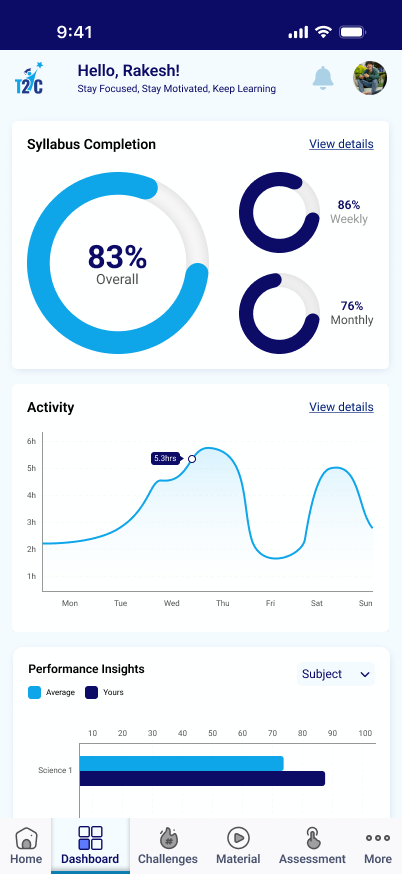 9:41
T2C
Hello, Rakesh!
Stay Focused, Stay Motivated, Keep Learning
Syllabus Completion
View details
83%
Overall
86%
Weekly
76%
Monthly
Activity
View details
6h
5.3hrs
5h
4h
3h
2h
1h
Mon Tue Wed Thu Fri Sat Sun
Performance Insights
Subject
Average Yours
10 20 30 40 50 60 70 80 90 100
Science 1
#
Home Dashboard Challenges Material Assessment More